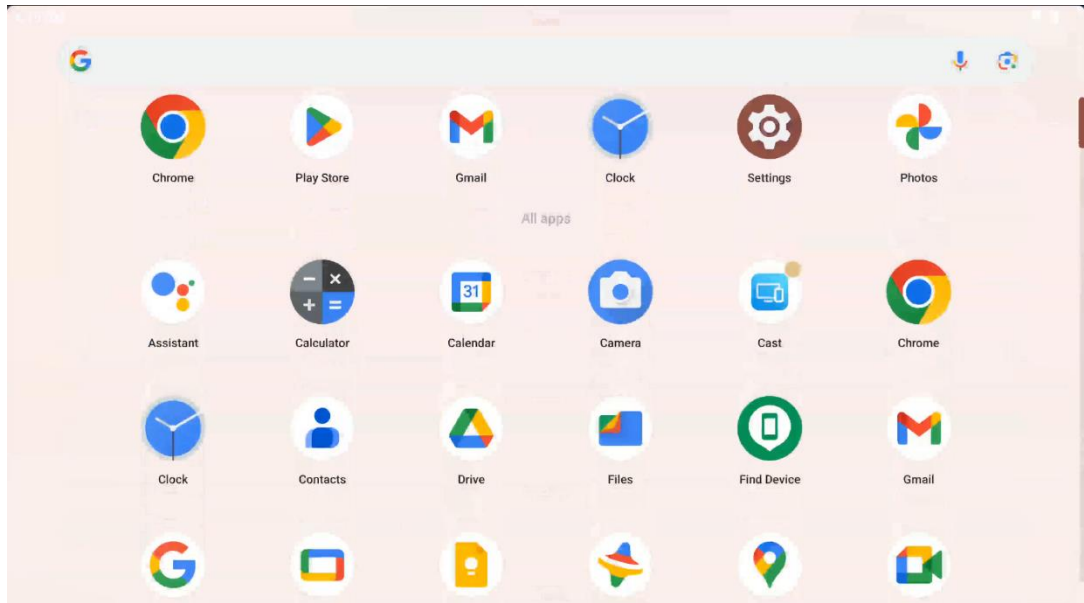 Chrome
Play Store
Gmail
Clock
Settings
Photos
All apps
Assistant
Calculator
31
Calendar
Camera
Cast
Chrome
Clock
Contacts
Drive
Files
Find Device
Gmail